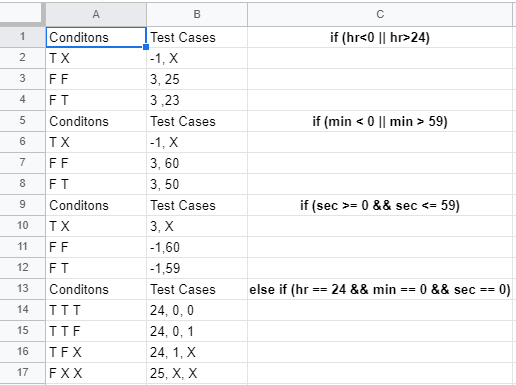 A B C
1 Conditons Test Cases if (hr<0 || hr>24)
2 T X -1, X
3 F F 3, 25
4 F T 3 ,23
5 Conditons Test Cases if (min < 0 || min > 59)
6 T X -1, X
7 F F 3, 60
8 F T 3, 50
9 Conditons Test Cases if (sec >= 0 && sec <= 59)
10 T X 3, X
11 F F -1,60
12 F T -1,59
13 Conditons Test Cases else if (hr == 24 && min == 0 && sec == 0)
14 T T T 24, 0, 0
15 T T F 24, 0, 1
16 T F X 24, 1, X
17 F X X 25, X, X